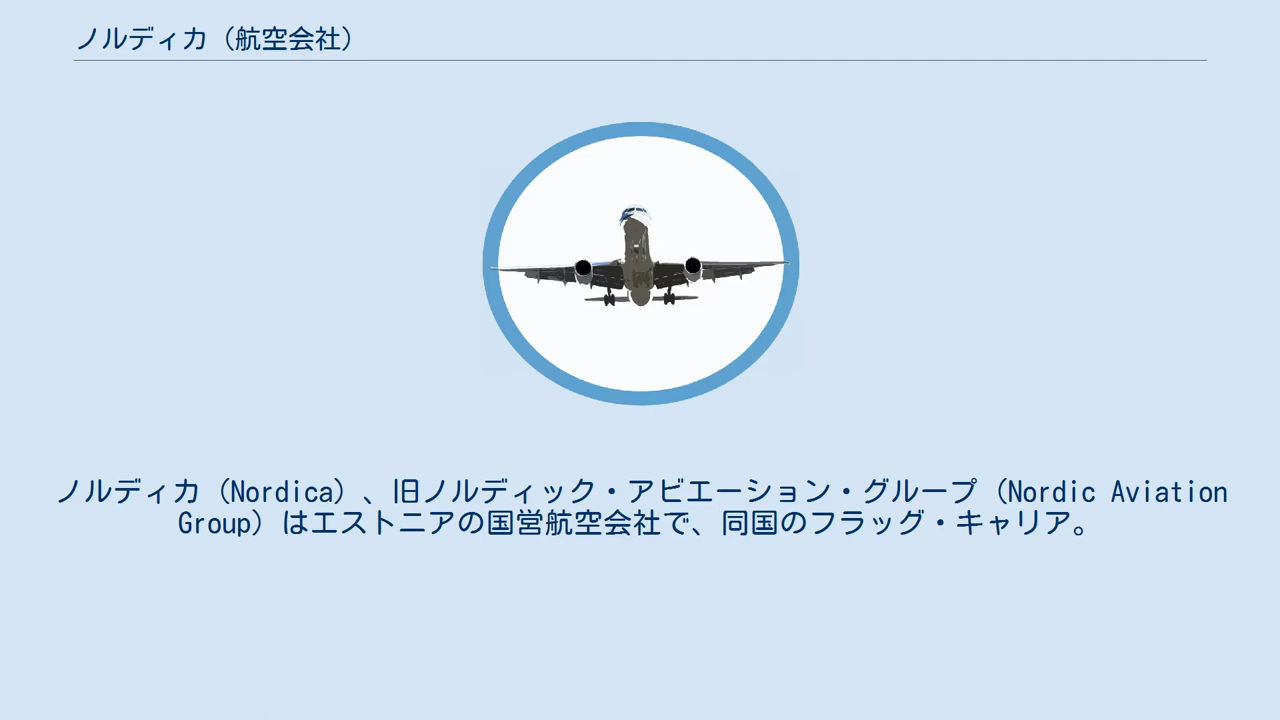 ノルディカ（航空会社）
ノルディカ（Nordica）、旧ノルディック・アビエーション・グループ（Nordic Aviation
Group）はエストニアの国営航空会社で、同国のフラッグ・キャリア。